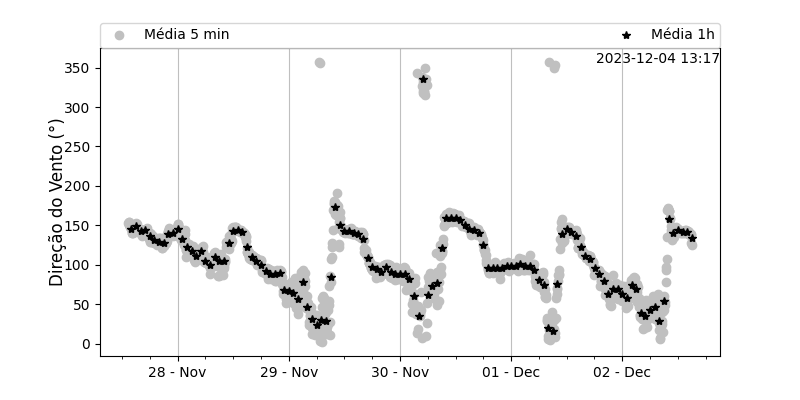 Média 5 min
Média 1h
2023-12-04 13:17
Direção do Vento (°)
350
300
250
200
150
100
50
0
28 - Nov
29 - Nov
30 - Nov
01 - Dec
02 - Dec